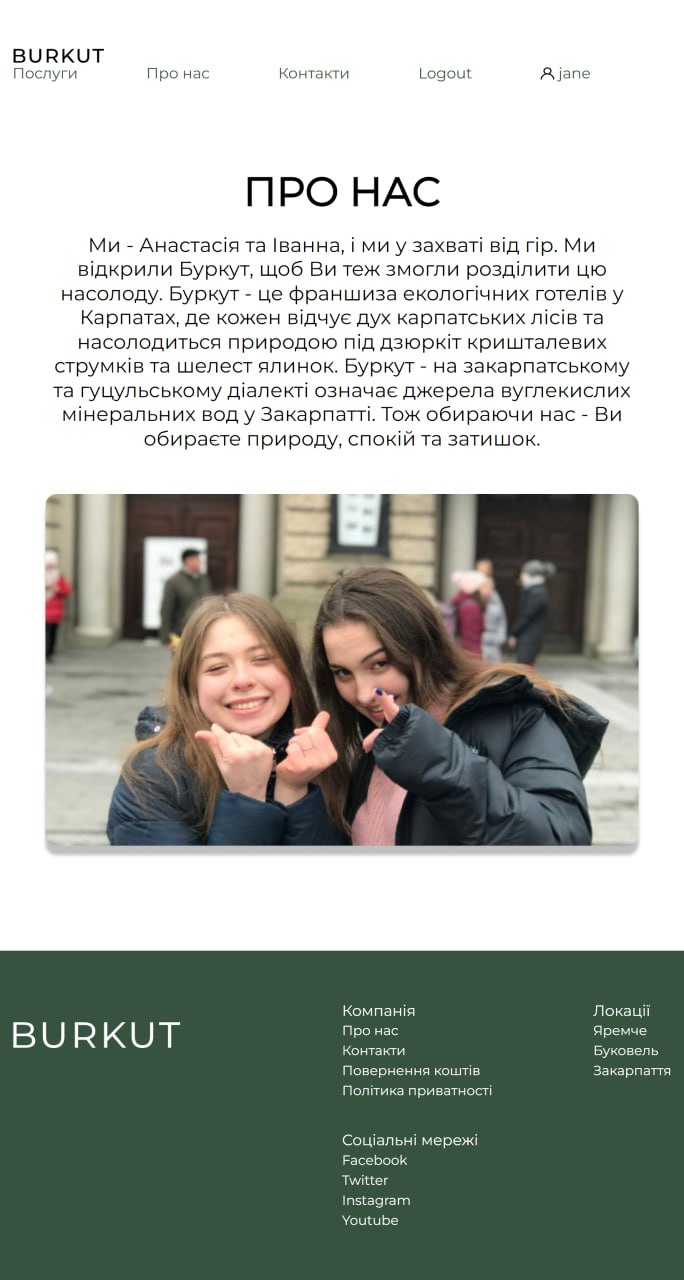 BURKUT
Послуги Про нас Контакти Logout jane
ПРО НАС
Ми - Анастасія та Іванна, і ми у захваті від гір. Ми
відкрили Буркут, щоб Ви теж змогли розділити цю
насолоду. Буркут - це франшиза екологічних готелів у
Карпатах, де кожен відчує дух карпатських лісів та
насолодиться природою під дзюркіт кришталевих
струмків та шелест ялинок. Буркут - на закарпатському
та гуцульському діалекті означає джерела вуглекислих
мінеральних вод у Закарпатті. Тож обираючи нас - Ви
обираєте природу, спокій та затишок.
BURKUT
Компанія
Про нас
Контакти
Повернення коштів
Політика приватності
Соціальні мережі
Facebook
Twitter
Instagram
Youtube
Локації
Яремче
Буковель
Закарпаття